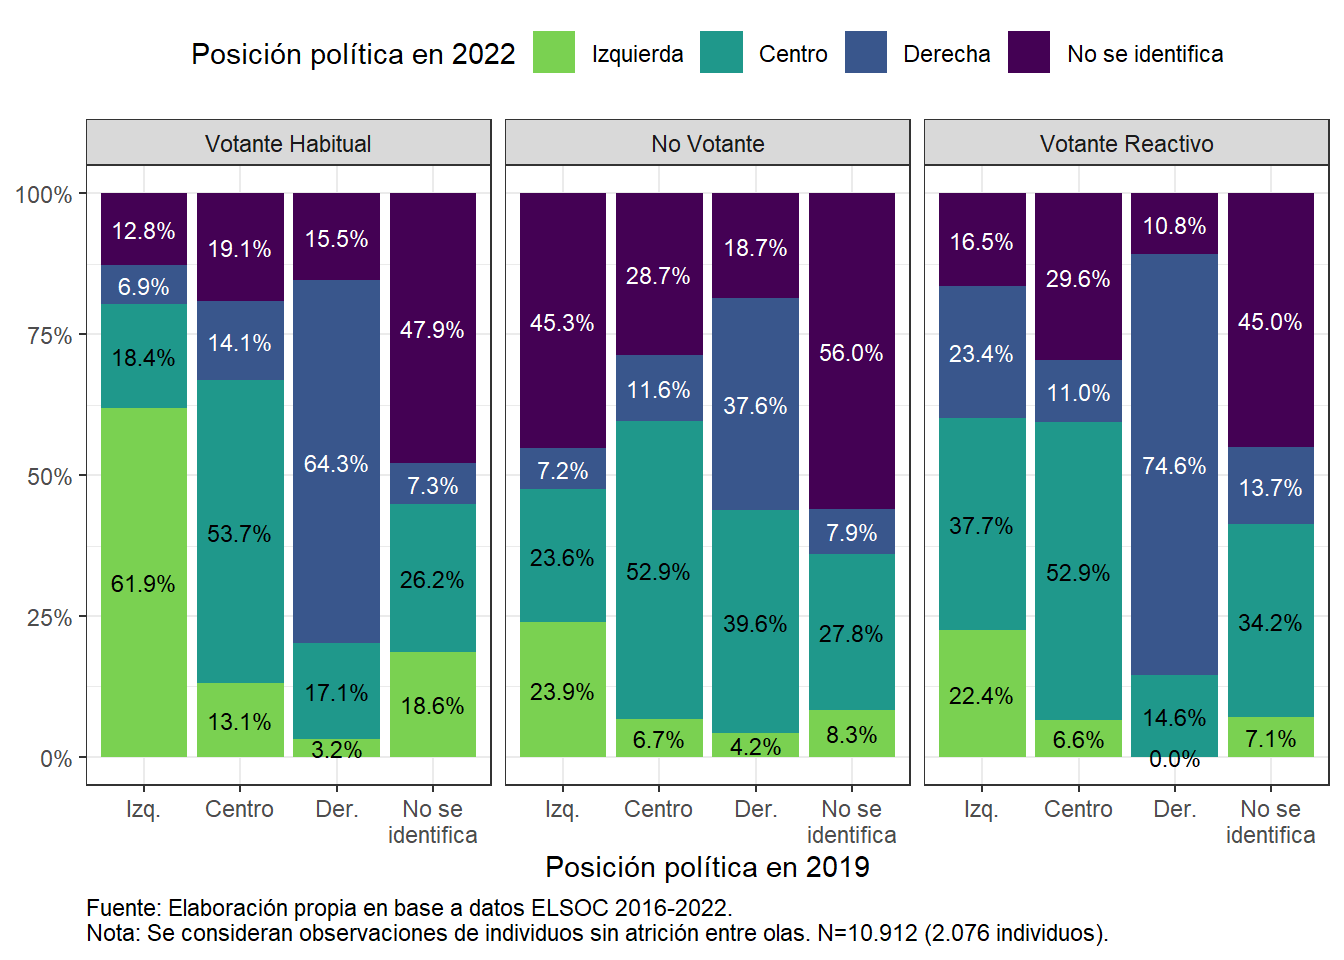 Posición política en 2022 Izquierda Centro Derecha No se identifica
Votante Habitual No Votante Votante Reactivo
100%
75%
50%
25%
0%
12.8% 19.1% 15.5% 47.9%
6.9% 14.1% 64.3% 7.3%
18.4% 53.7% 17.1% 26.2%
61.9% 13.1% 3.2% 18.6%
45.3% 28.7% 18.7% 56.0%
7.2% 11.6% 37.6% 7.9%
23.6% 52.9% 39.6% 27.8%
23.9% 6.7% 4.2% 8.3%
16.5% 29.6% 10.8% 45.0%
23.4% 11.0% 74.6% 13.7%
37.7% 52.9% 14.6% 34.2%
22.4% 6.6% 0.0% 7.1%
Izq. Centro Der. No se identifica
Izq. Centro Der. No se identifica
Izq. Centro Der. No se identifica
Posición política en 2019
Fuente: Elaboración propia en base a datos ELSOC 2016-2022.
Nota: Se consideran observaciones de individuos sin atrición entre olas. N=10.912 (2.076 individuos).